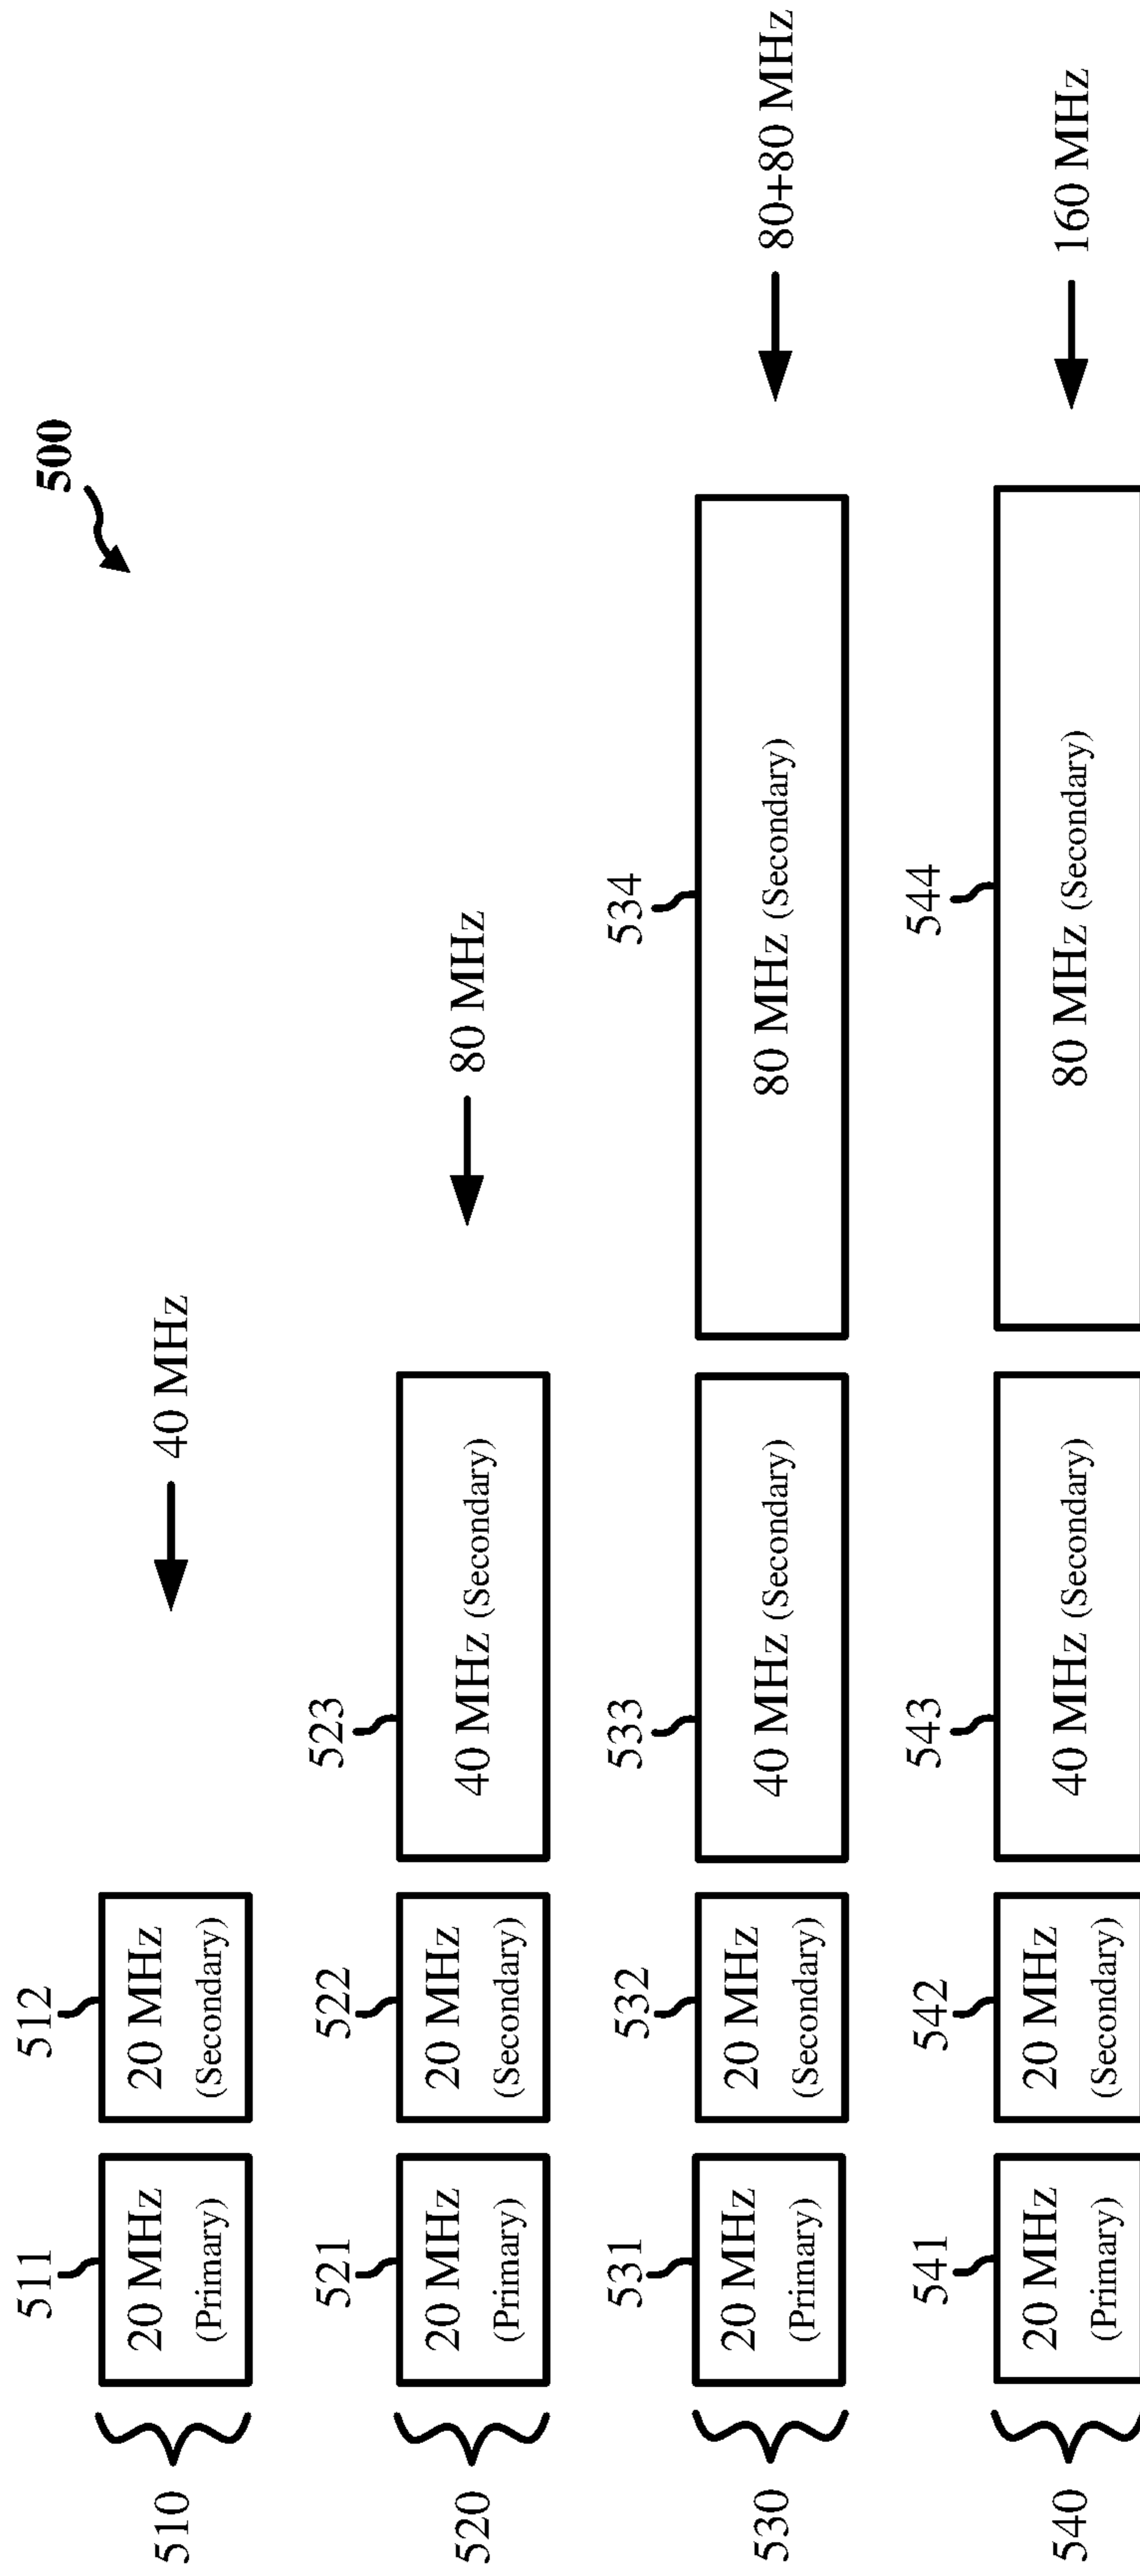 500
511
512
510
20 MHz
(Primary)
20 MHz
(Secondary)
40 MHz
521
522
523
520
20 MHz
(Primary)
20 MHz
(Secondary)
40 MHz (Secondary)
80 MHz
531
532
533
534
530
20 MHz
(Primary)
20 MHz
(Secondary)
40 MHz (Secondary)
80 MHz (Secondary)
80+80 MHz
541
542
543
544
540
20 MHz
(Primary)
20 MHz
(Secondary)
40 MHz (Secondary)
80 MHz (Secondary)
160 MHz